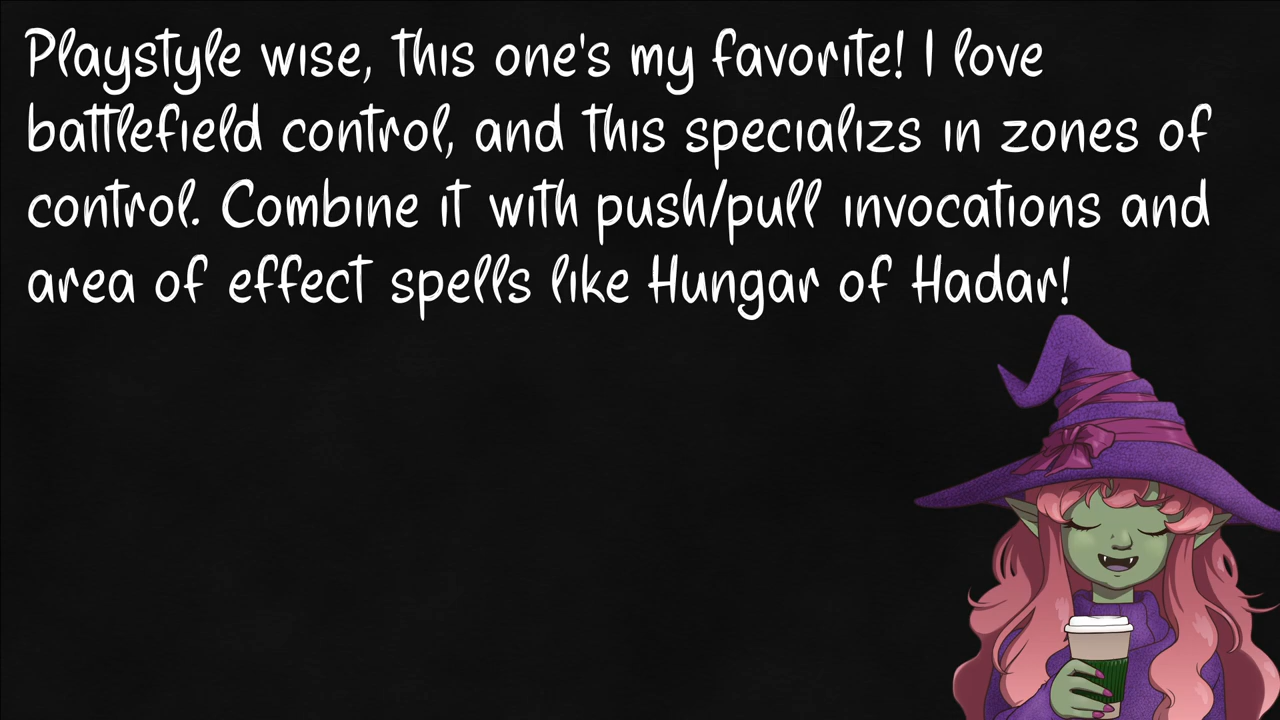 Playstyle wise, this one's my favorite! I love
battlefield control, and this specializs in zones of
control. Combine it with push/pull invocations and
area of effect spells like Hungar of Hadar!